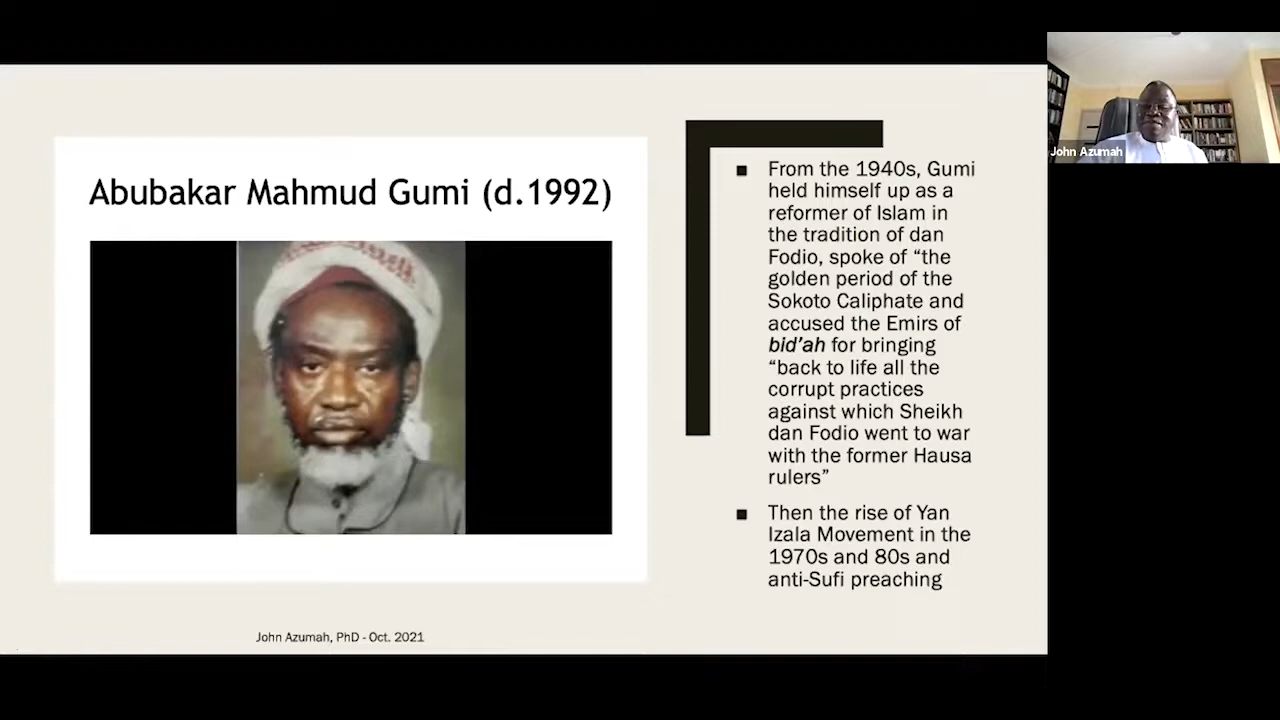 Abubakar Mahmud Gumi (d.1992)
■ From the 1940s, Gumi
held himself up as a
reformer of Islam in
the tradition of dan
Fodio, spoke of “the
golden period of the
Sokoto Caliphate and
accused the Emirs of
bid’ah for bringing
“back to life all the
corrupt practices
against which Sheikh
dan Fodio went to war
with the former Hausa
rulers”
■ Then the rise of Yan
Izala Movement in the
1970s and 80s and
anti-Sufi preaching
John Azumah, PhD - Oct. 2021
John Azumah